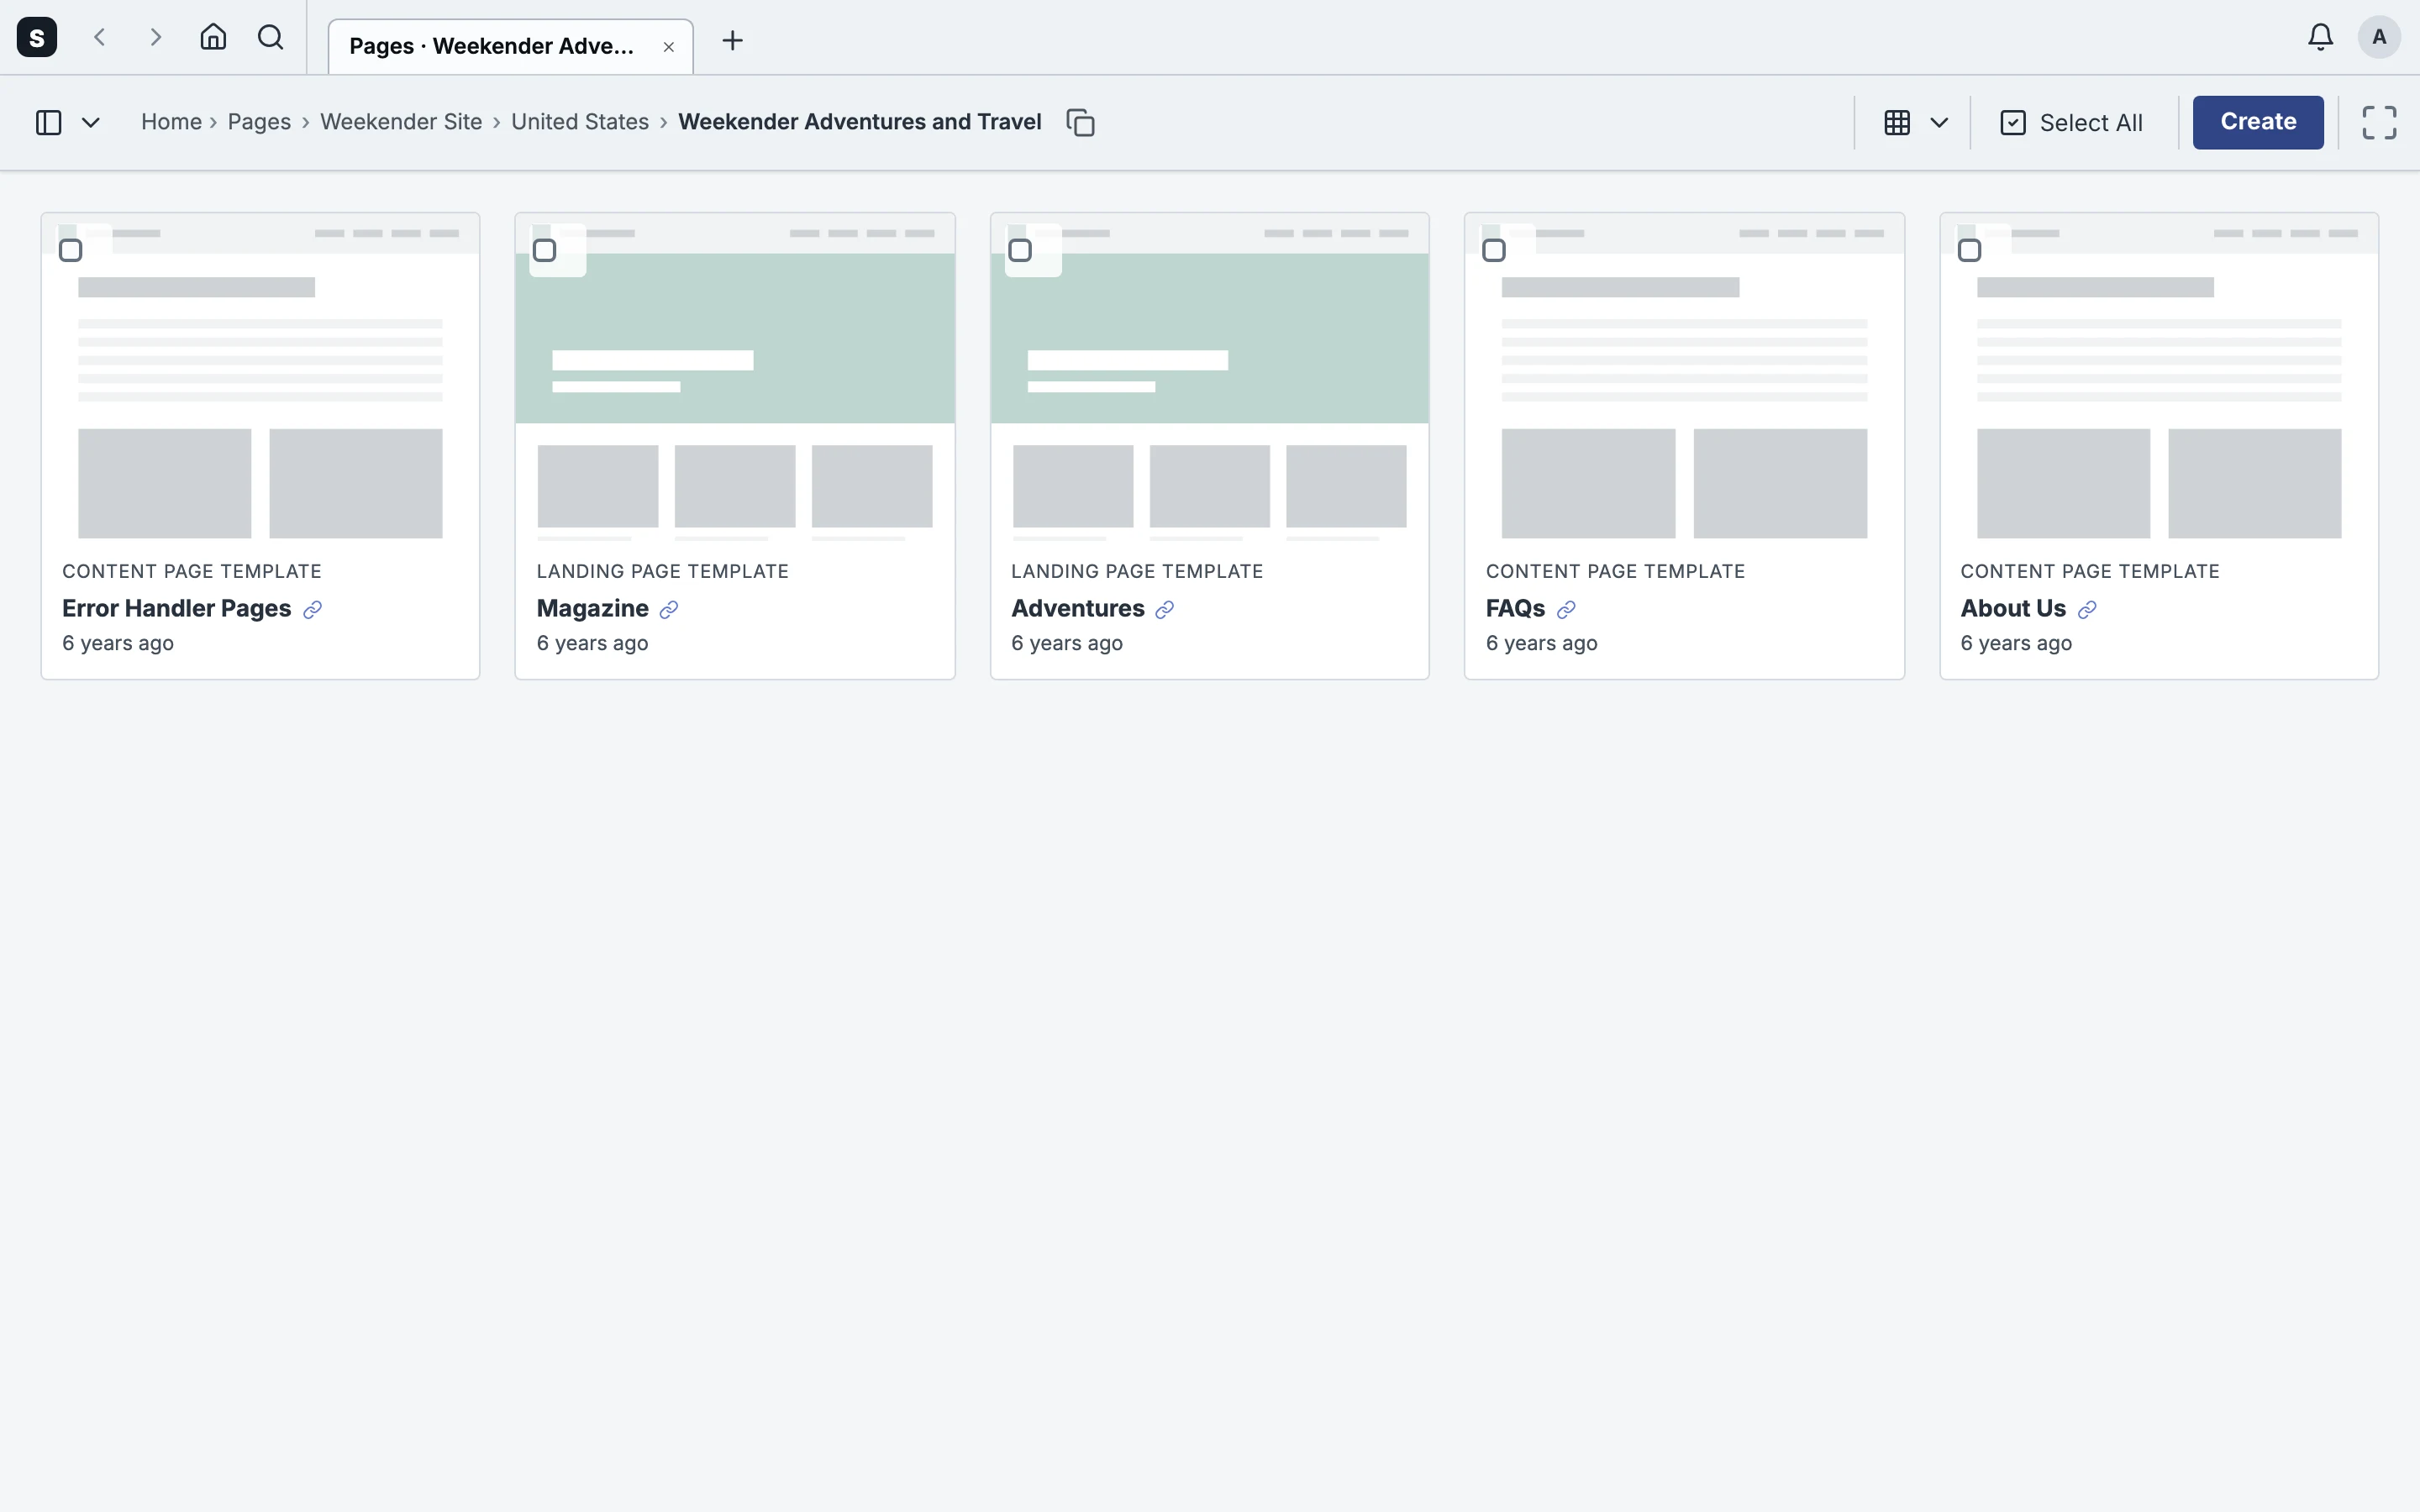 S
Pages · Weekender Adve...
A
Home › Pages › Weekender Site › United States › Weekender Adventures and Travel
Select All
Create
CONTENT PAGE TEMPLATE
Error Handler Pages
6 years ago
LANDING PAGE TEMPLATE
Magazine
6 years ago
LANDING PAGE TEMPLATE
Adventures
6 years ago
CONTENT PAGE TEMPLATE
FAQs
6 years ago
CONTENT PAGE TEMPLATE
About Us
6 years ago